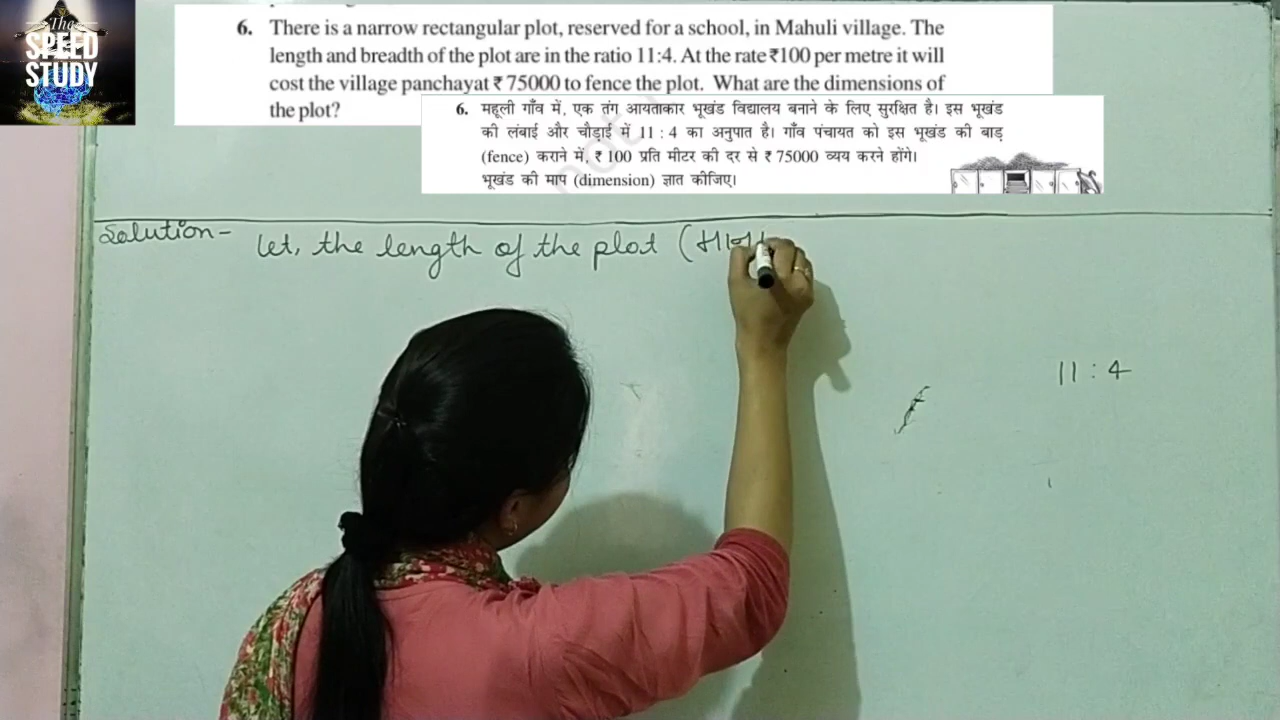 The
SPEED
STUDY
6. There is a narrow rectangular plot, reserved for a school, in Mahuli village. The
length and breadth of the plot are in the ratio 11:4. At the rate ₹100 per metre it will
cost the village panchayat ₹ 75000 to fence the plot. What are the dimensions of
the plot?
6. महूली गाँव में, एक तंग आयताकार भूखंड विद्यालय बनाने के लिए सुरक्षित है। इस भूखंड
की लंबाई और चौड़ाई में 11 : 4 का अनुपात है। गाँव पंचायत को इस भूखंड की बाड़
(fence) कराने में, ₹ 100 प्रति मीटर की दर से ₹ 75000 व्यय करने होंगे।
भूखंड की माप (dimension) ज्ञात कीजिए।
Solution- Let, the length of the plot (माना
11 : 4